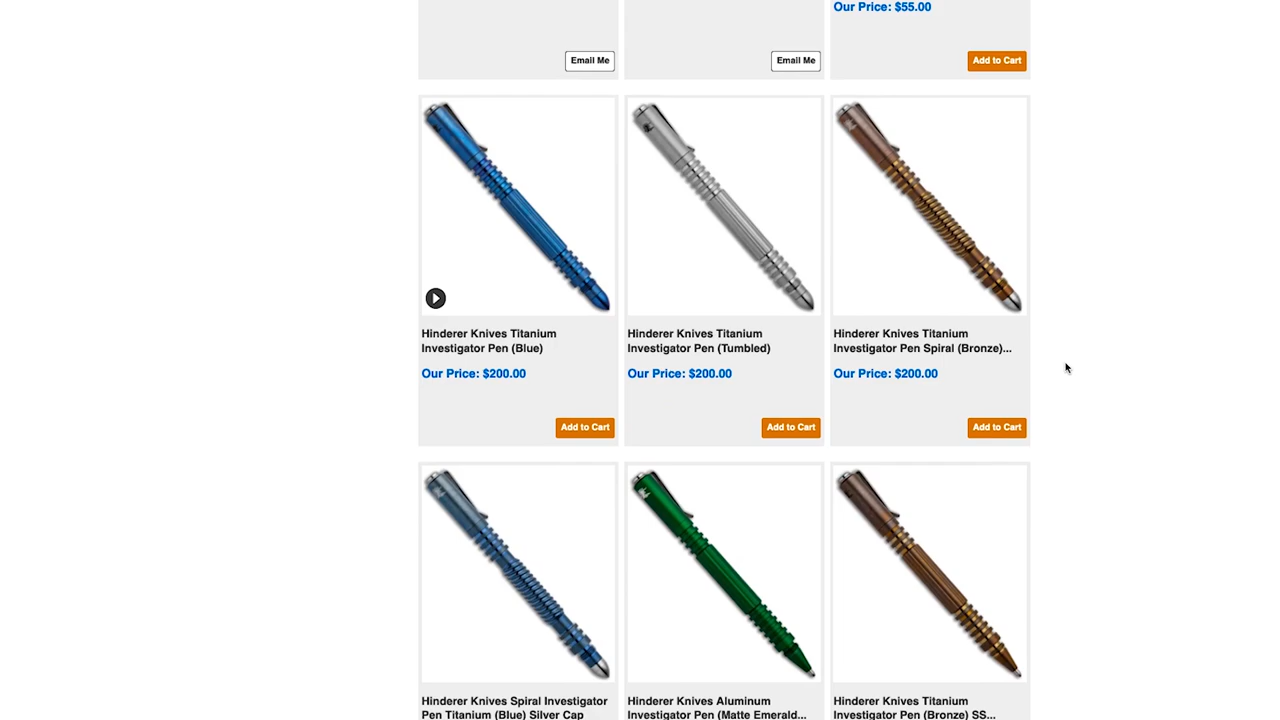 Our Price: $55.00
Email Me
Email Me
Add to Cart
Hinderer Knives Titanium
Investigator Pen (Blue)
Our Price: $200.00
Add to Cart
Hinderer Knives Titanium
Investigator Pen (Tumbled)
Our Price: $200.00
Add to Cart
Hinderer Knives Titanium
Investigator Pen Spiral (Bronze)...
Our Price: $200.00
Add to Cart
Hinderer Knives Spiral Investigator
Pen Titanium (Blue) Silver Cap
Hinderer Knives Aluminum
Investigator Pen (Matte Emerald...
Hinderer Knives Titanium
Investigator Pen (Bronze) SS...